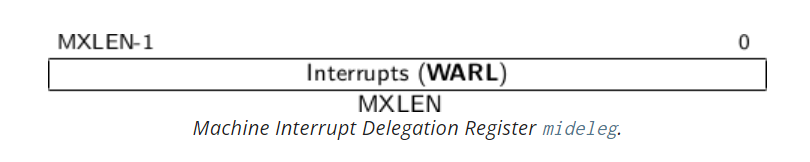 MXLEN-1 0
Interrupts (WARL)
MXLEN
Machine Interrupt Delegation Register mideleg.